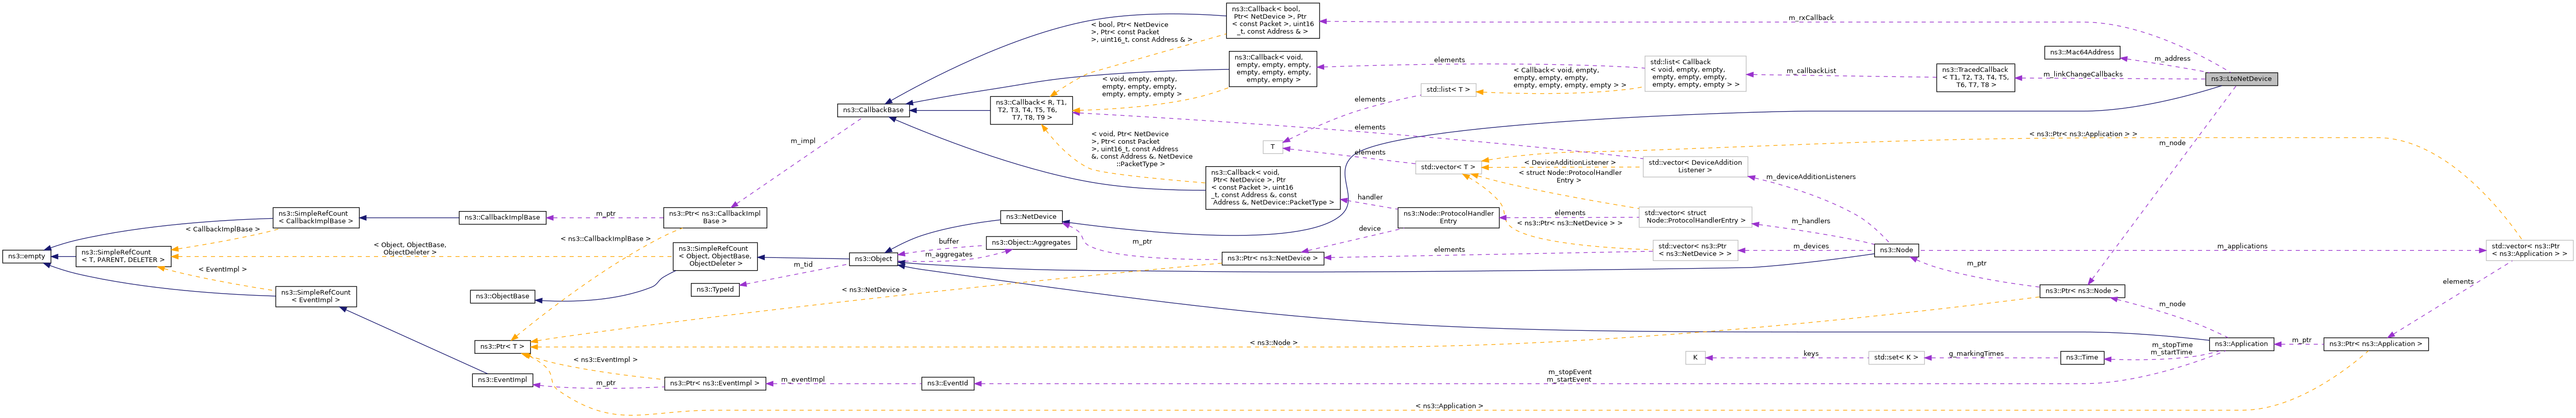 ns3::Callback< bool,
Ptr< NetDevice >, Ptr
< const Packet >, uint16
_t, const Address & >
m_rxCallback
< bool, Ptr< NetDevice
>, Ptr< const Packet
>, uint16_t, const Address & >
ns3::Mac64Address
m_address
ns3::Callback< void,
empty, empty, empty,
empty, empty, empty,
empty, empty >
elements
std::list< Callback
< void, empty, empty,
empty, empty, empty,
empty, empty, empty > >
m_callbackList
ns3::TracedCallback
< T1, T2, T3, T4, T5,
T6, T7, T8 >
m_linkChangeCallbacks
ns3::LteNetDevice
< void, empty, empty,
empty, empty, empty,
empty, empty, empty >
< Callback< void, empty,
empty, empty, empty,
empty, empty, empty, empty > >
std::list< T >
elements
ns3::CallbackBase
ns3::Callback< R, T1,
T2, T3, T4, T5, T6,
T7, T8, T9 >
elements
m_impl
< void, Ptr< NetDevice
>, Ptr< const Packet
>, uint16_t, const Address
&, const Address &, NetDevice
::PacketType >
T
elements
< ns3::Ptr< ns3::Application > >
m_node
std::vector< T >
< DeviceAdditionListener >
std::vector< DeviceAddition
Listener >
< struct Node::ProtocolHandler
Entry >
m_deviceAdditionListeners
ns3::Callback< void,
Ptr< NetDevice >, Ptr
< const Packet >, uint16
_t, const Address &, const
Address &, NetDevice::PacketType >
handler
ns3::SimpleRefCount
< CallbackImplBase >
ns3::CallbackImplBase
m_ptr
ns3::Ptr< ns3::CallbackImpl
Base >
ns3::NetDevice
ns3::Node::ProtocolHandler
Entry
elements
std::vector< struct
Node::ProtocolHandlerEntry >
m_handlers
< ns3::Ptr< ns3::NetDevice > >
< CallbackImplBase >
device
< ns3::CallbackImplBase >
ns3::empty
ns3::SimpleRefCount
< T, PARENT, DELETER >
< Object, ObjectBase,
ObjectDeleter >
ns3::SimpleRefCount
< Object, ObjectBase,
ObjectDeleter >
ns3::Object
buffer
m_aggregates
ns3::Object::Aggregates
m_ptr
ns3::Ptr< ns3::NetDevice >
elements
std::vector< ns3::Ptr
< ns3::NetDevice > >
m_devices
ns3::Node
m_applications
std::vector< ns3::Ptr
< ns3::Application > >
< EventImpl >
m_tid
m_ptr
ns3::SimpleRefCount
< EventImpl >
ns3::ObjectBase
ns3::TypeId
< ns3::NetDevice >
ns3::Ptr< ns3::Node >
elements
m_node
ns3::Ptr< T >
< ns3::Node >
ns3::Application
m_ptr
ns3::Ptr< ns3::Application >
m_stopTime
m_startTime
< ns3::EventImpl >
K
keys
std::set< K >
g_markingTimes
ns3::Time
ns3::EventImpl
m_ptr
ns3::Ptr< ns3::EventImpl >
m_eventImpl
ns3::EventId
m_stopEvent
m_startEvent
< ns3::Application >